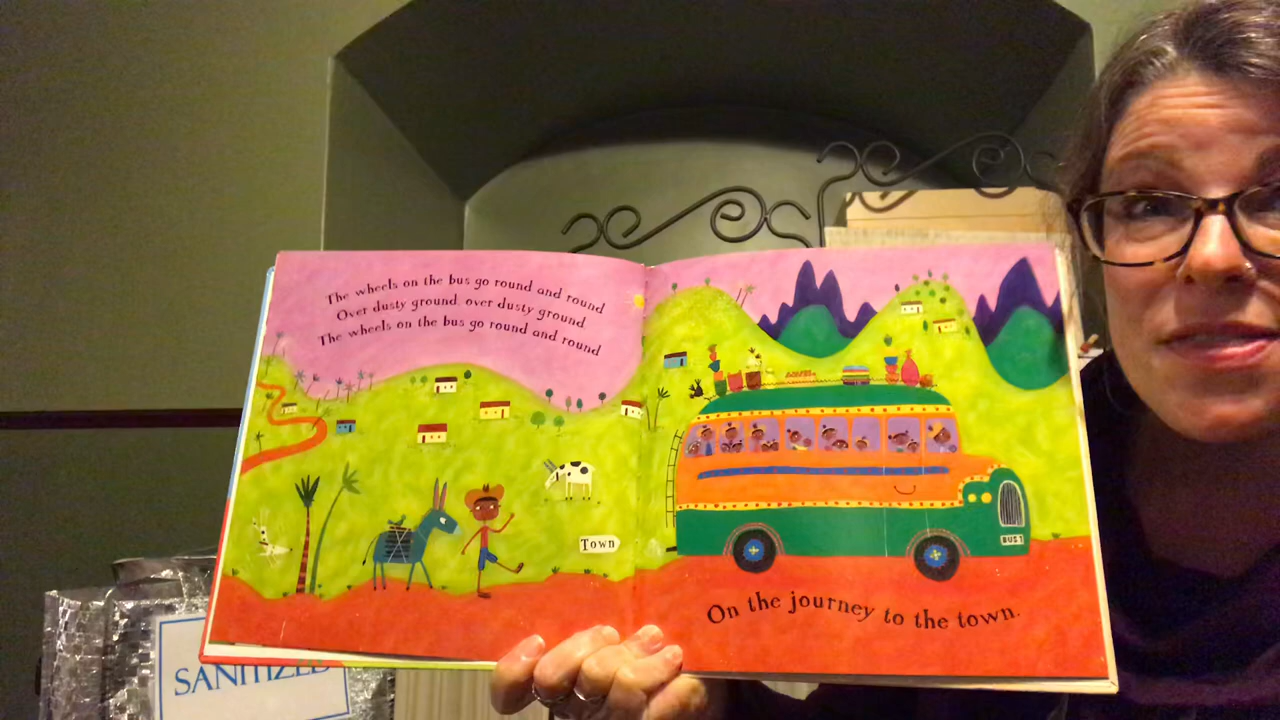 The wheels on the bus go round and round
Over dusty ground, over dusty ground
The wheels on the bus go round and round
Town
BUS 1
On the journey to the town.
SANITIZED